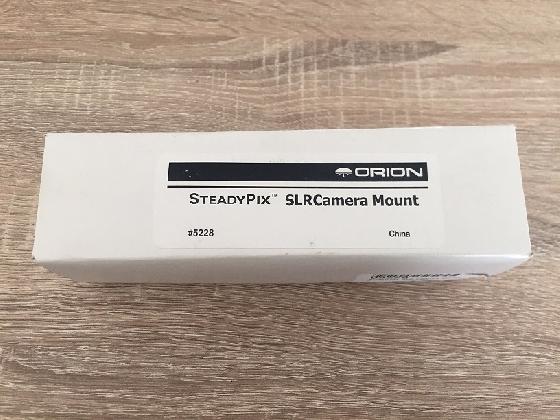 ORION
STEADYPIX™ SLRCamera Mount
#5228 China